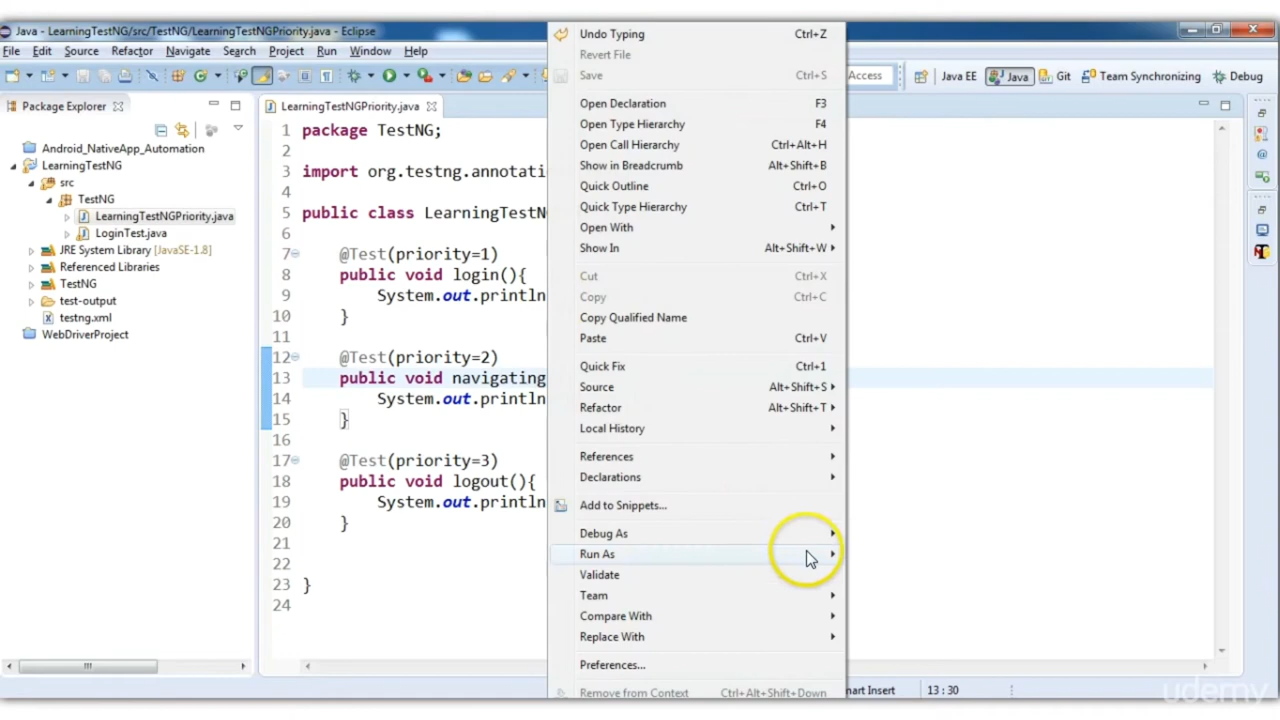 Java - LearningTestNG/src/TestNG/LearningTestNGPriority.java - Eclipse
File Edit Source Refactor Navigate Search Project Run Window Help
Access Java EE Java Git Team Synchronizing Debug
Package Explorer
Android_NativeApp_Automation
LearningTestNG
src
TestNG
LearningTestNGPriority.java
LoginTest.java
JRE System Library [JavaSE-1.8]
Referenced Libraries
TestNG
test-output
testng.xml
WebDriverProject
LearningTestNGPriority.java
1 package TestNG;
2
3 import org.testng.annotati
4
5 public class LearningTestN
6
7 @Test(priority=1)
8 public void login(){
9 System.out.println
10 }
11
12 @Test(priority=2)
13 public void navigating
14 System.out.println
15 }
16
17 @Test(priority=3)
18 public void logout(){
19 System.out.println
20 }
21
22
23 }
24
Undo Typing Ctrl+Z
Revert File
Save Ctrl+S
Open Declaration F3
Open Type Hierarchy F4
Open Call Hierarchy Ctrl+Alt+H
Show in Breadcrumb Alt+Shift+B
Quick Outline Ctrl+O
Quick Type Hierarchy Ctrl+T
Open With
Show In Alt+Shift+W
Cut Ctrl+X
Copy Ctrl+C
Copy Qualified Name
Paste Ctrl+V
Quick Fix Ctrl+1
Source Alt+Shift+S
Refactor Alt+Shift+T
Local History
References
Declarations
Add to Snippets...
Debug As
Run As
Validate
Team
Compare With
Replace With
Preferences...
Remove from Context Ctrl+Alt+Shift+Down
mart Insert 13:30
udemy